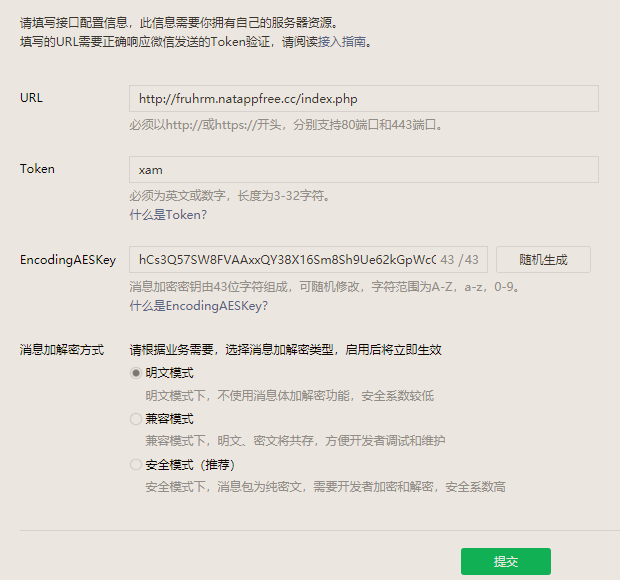 请填写接口配置信息，此信息需要你拥有自己的服务器资源。
填写的URL需要正确响应微信发送的Token验证，请阅读接入指南。
URL
http://fruhrm.natappfree.cc/index.php
必须以http://或https://开头，分别支持80端口和443端口。
Token
xam
必须为英文或数字，长度为3-32字符。
什么是Token?
EncodingAESKey
hCs3Q57SW8FVAAxxQY38X16Sm8Sh9Ue62kGpWc 43 /43
随机生成
消息加密密钥由43位字符组成，可随机修改，字符范围为A-Z，a-z，0-9。
什么是EncodingAESKey?
消息加解密方式
请根据业务需要，选择消息加解密类型，启用后将立即生效
明文模式
明文模式下，不使用消息体加解密功能，安全系数较低
兼容模式
兼容模式下，明文、密文将共存，方便开发者调试和维护
安全模式（推荐）
安全模式下，消息包为纯密文，需要开发者加密和解密，安全系数高
提交